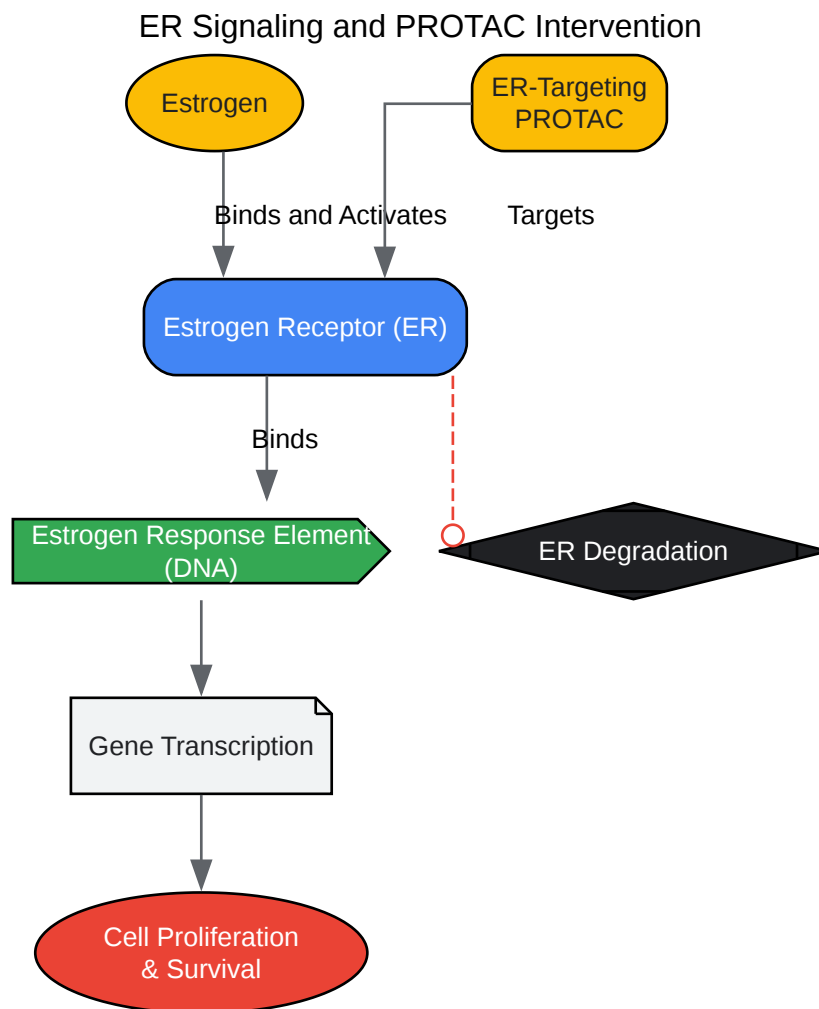 ER Signaling and PROTAC Intervention
Estrogen
ER-Targeting
PROTAC
Binds and Activates
Targets
Estrogen Receptor (ER)
Binds
Estrogen Response Element
(DNA)
ER Degradation
Gene Transcription
Cell Proliferation
& Survival